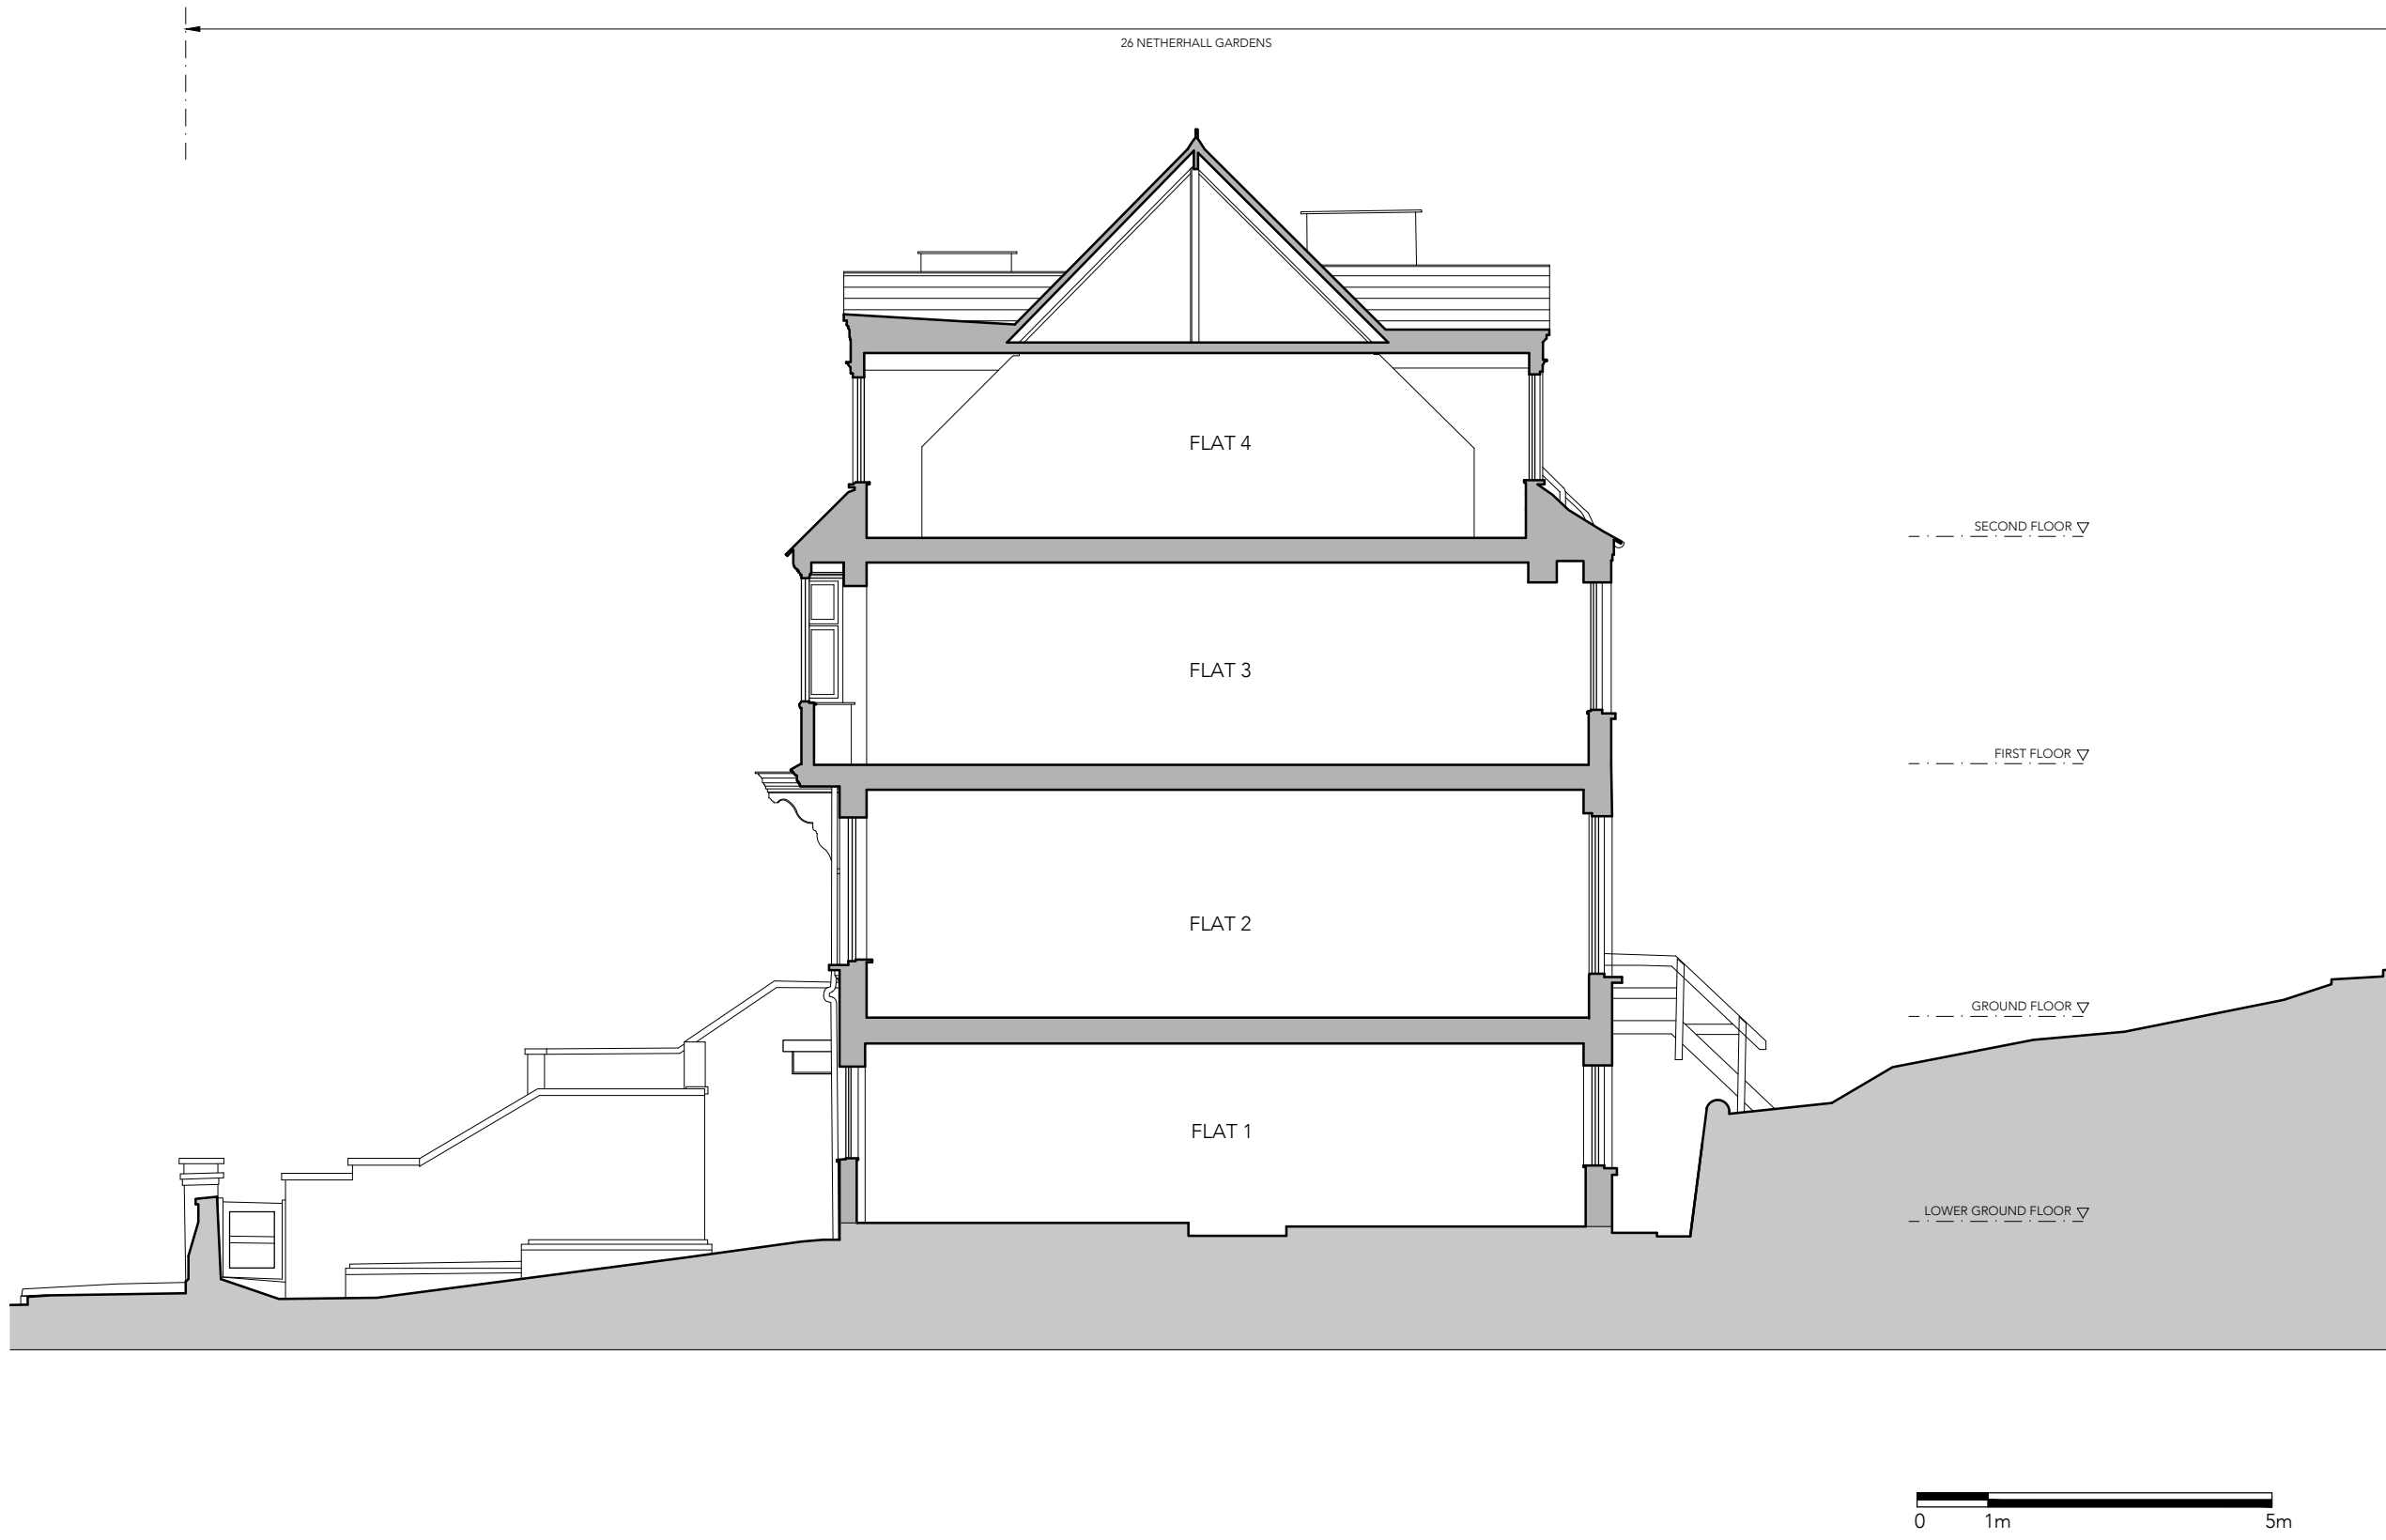 26 NETHERHALL GARDENS
FLAT 4
SECOND FLOOR
FLAT 3
FIRST FLOOR
FLAT 2
GROUND FLOOR
FLAT 1
LOWER GROUND FLOOR
0 1m 5m